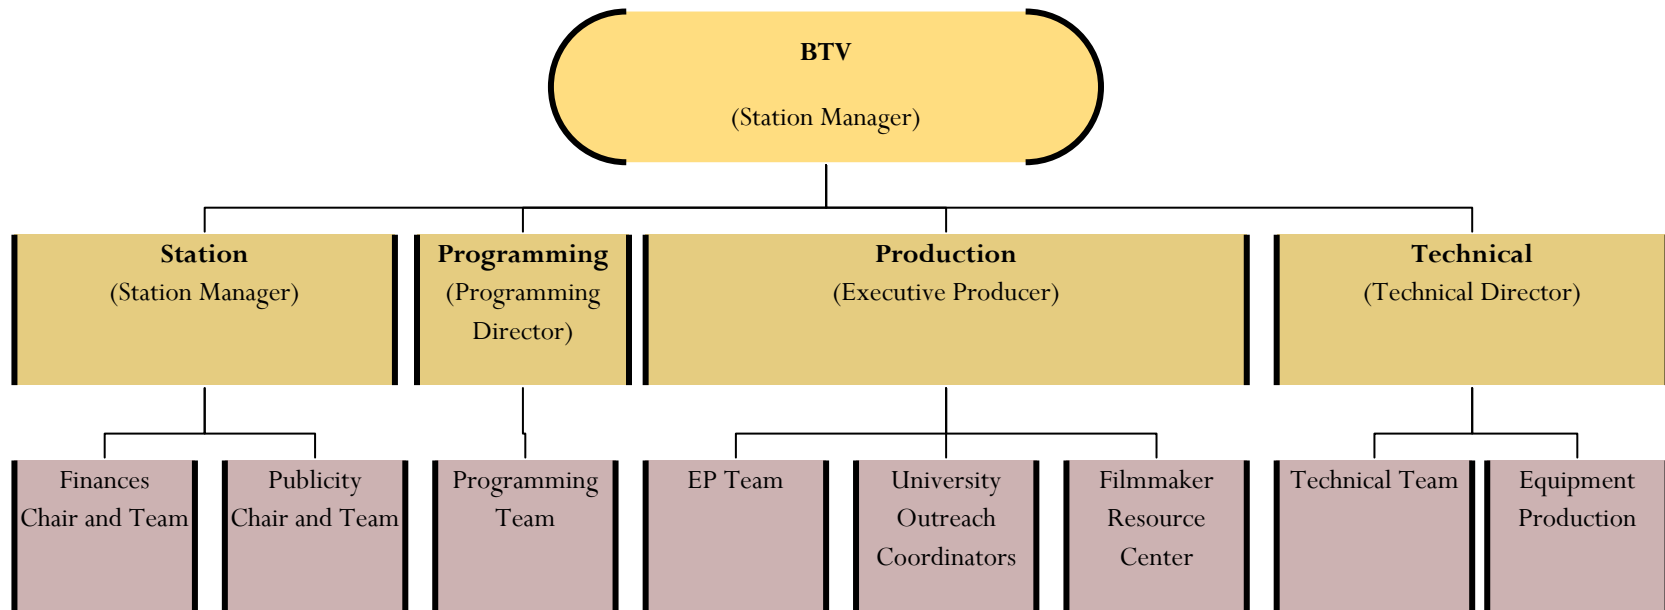 BTV
(Station Manager)
Station
(Station Manager)
Programming
(Programming
Director)
Production
(Executive Producer)
Technical
(Technical Director)
Finances
Chair and Team
Publicity
Chair and Team
Programming
Team
EP Team
University
Outreach
Coordinators
Filmmaker
Resource
Center
Technical Team
Equipment
Production